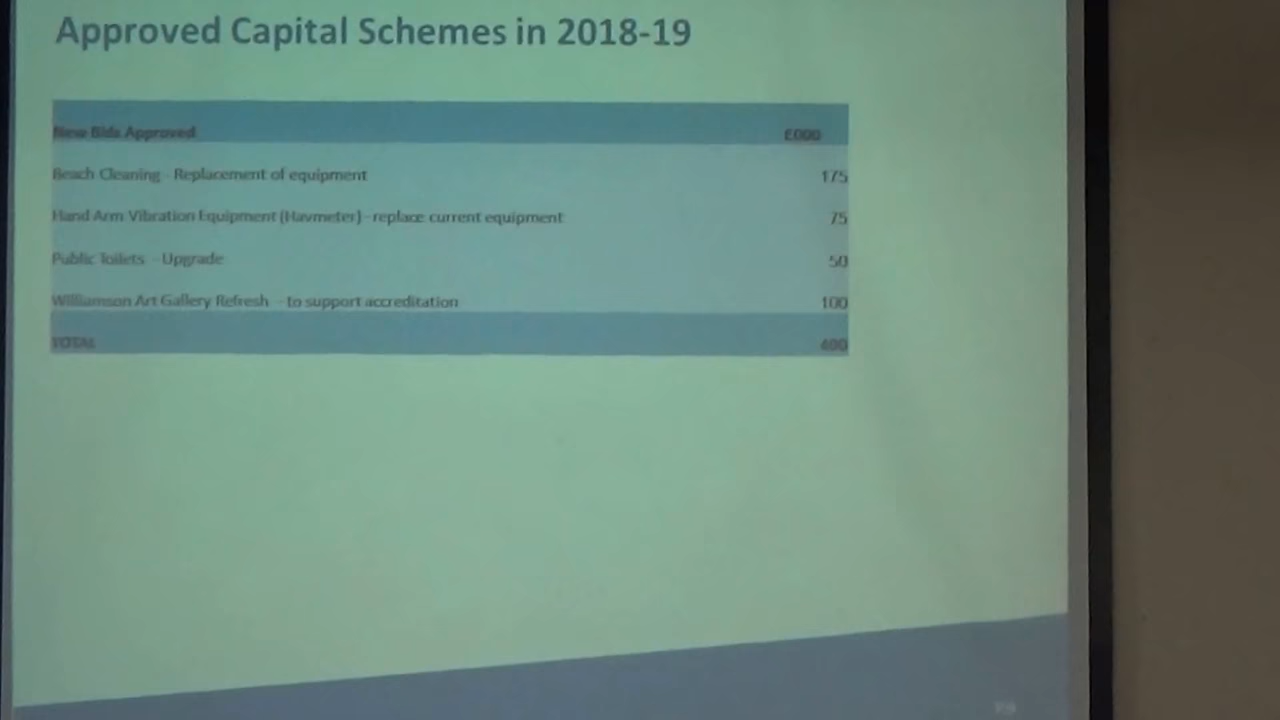 Approved Capital Schemes in 2018-19
New Bids Approved £000
Beach Cleaning - Replacement of equipment 175
Hand Arm Vibration Equipment (Havmeter) - replace current equipment 75
Public Toilets - Upgrade 50
Williamson Art Gallery Refresh - to support accreditation 100
TOTAL 400